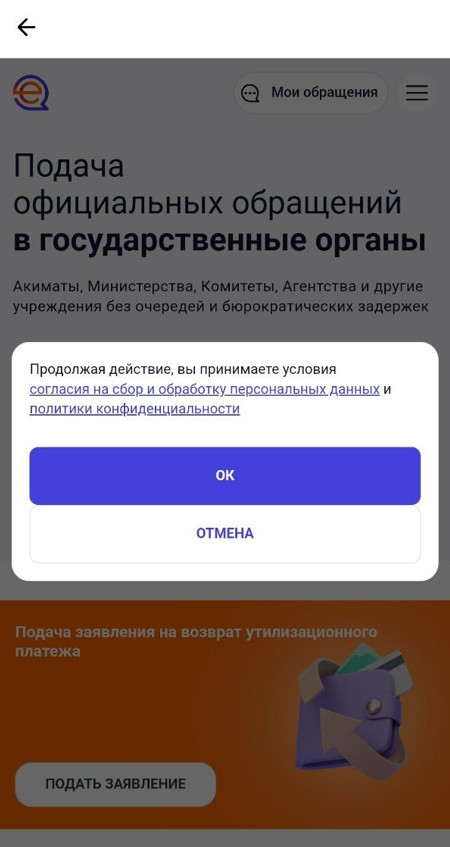 Мои обращения
Подача
официальных обращений
в государственные органы
Акиматы, Министерства, Комитеты, Агентства и другие
учреждения без очередей и бюрократических задержек
Продолжая действие, вы принимаете условия
согласия на сбор и обработку персональных данных и
политики конфиденциальности
ОК
ОТМЕНА
Подача заявления на возврат утилизационного
платежа
ПОДАТЬ ЗАЯВЛЕНИЕ